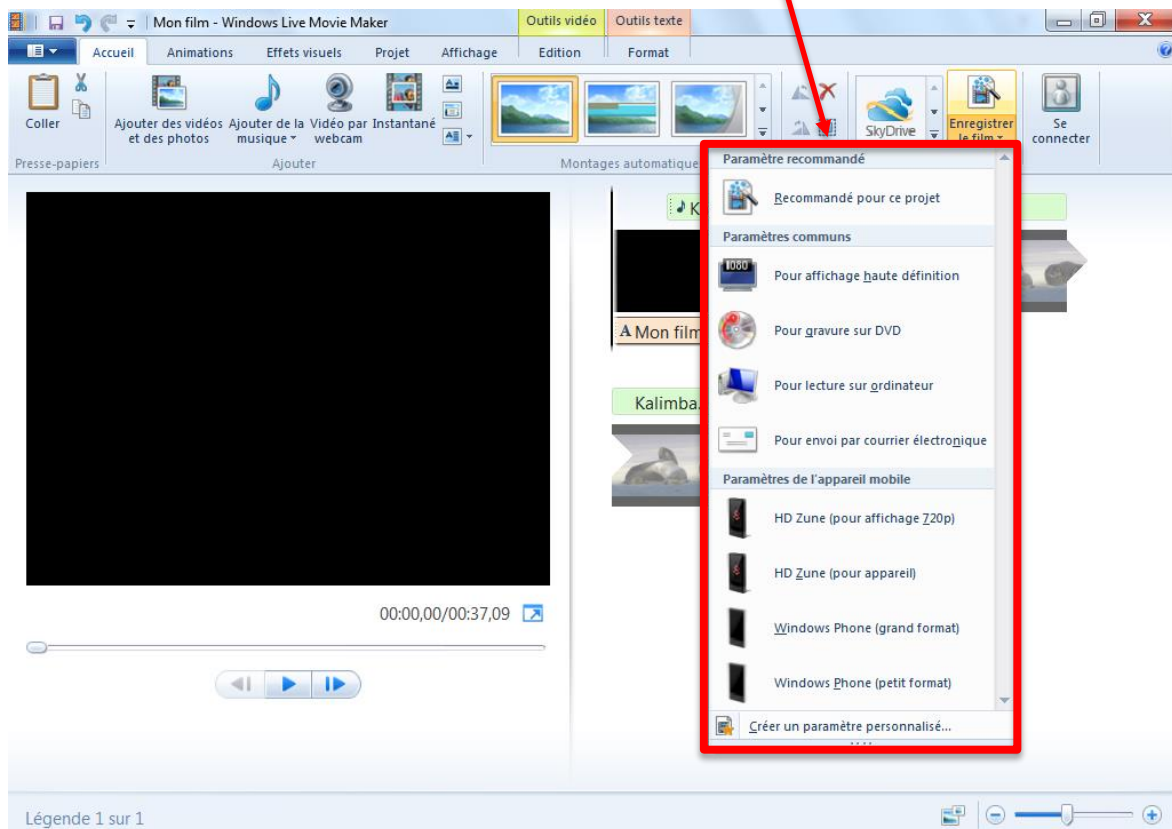 Mon film - Windows Live Movie Maker
Outils vidéo
Outils texte
Accueil
Animations
Effets visuels
Projet
Affichage
Edition
Format
Coller
Ajouter des vidéos
et des photos
Ajouter de la
musique
Vidéo par
webcam
Instantané
SkyDrive
Enregistrer
le film
Se
connecter
Presse-papiers
Ajouter
Montages automatique
Paramètre recommandé
Recommandé pour ce projet
Paramètres communs
1080
Pour affichage haute définition
Pour gravure sur DVD
Pour lecture sur ordinateur
Pour envoi par courrier électronique
Paramètres de l'appareil mobile
HD Zune (pour affichage 720p)
HD Zune (pour appareil)
Windows Phone (grand format)
Windows Phone (petit format)
Créer un paramètre personnalisé...
K
A Mon film
Kalimba.
00:00,00/00:37,09
Légende 1 sur 1